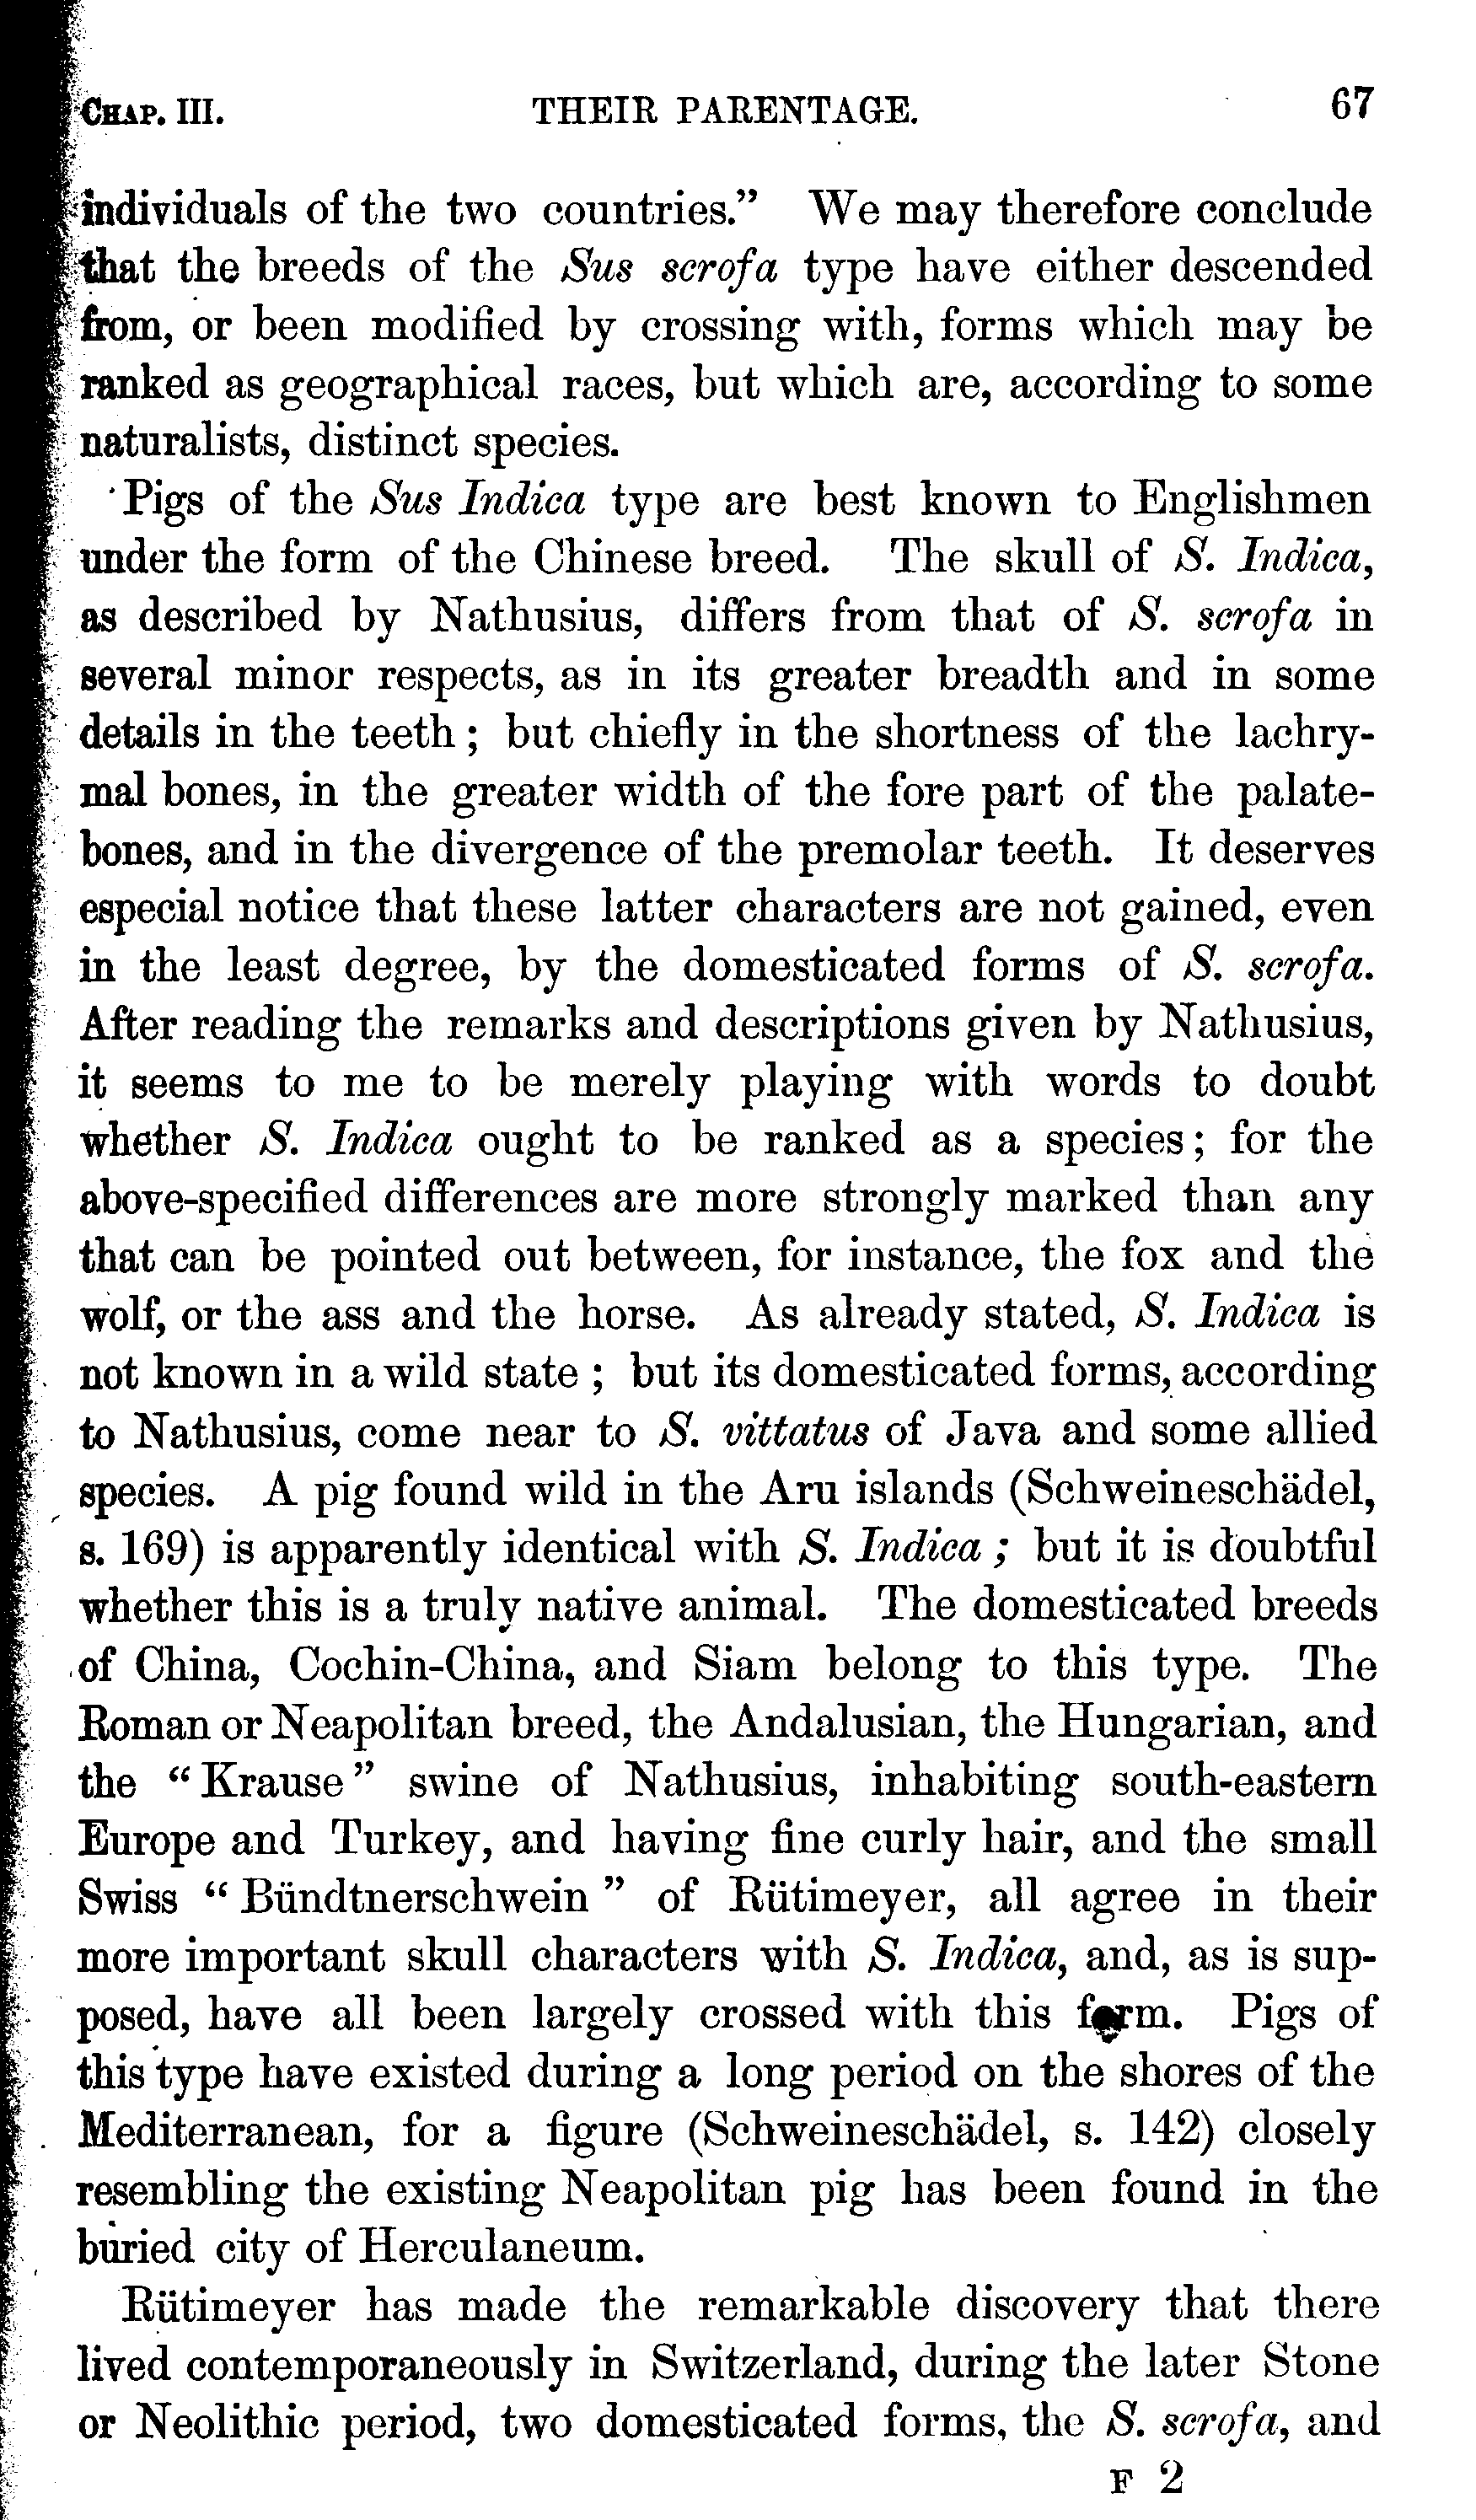 CHAP. III. THEIR PARENTAGE. 67
individuals of the two countries.” We may therefore conclude
that the breeds of the Sus scrofa type have either descended
from, or been modified by crossing with, forms which may be
ranked as geographical races, but which are, according to some
naturalists, distinct species.
Pigs of the Sus Indica type are best known to Englishmen
under the form of the Chinese breed. The skull of S. Indica,
as described by Nathusius, differs from that of S. scrofa in
several minor respects, as in its greater breadth and in some
details in the teeth; but chiefly in the shortness of the lachry-
mal bones, in the greater width of the fore part of the palate-
bones, and in the divergence of the premolar teeth. It deserves
especial notice that these latter characters are not gained, even
in the least degree, by the domesticated forms of S. scrofa.
After reading the remarks and descriptions given by Nathusius,
it seems to me to be merely playing with words to doubt
whether S. Indica ought to be ranked as a species; for the
above-specified differences are more strongly marked than any
that can be pointed out between, for instance, the fox and the
wolf, or the ass and the horse. As already stated, S. Indica is
not known in a wild state; but its domesticated forms, according
to Nathusius, come near to S. vittatus of Java and some allied
species. A pig found wild in the Aru islands (Schweineschädel,
s. 169) is apparently identical with S. Indica; but it is doubtful
whether this is a truly native animal. The domesticated breeds
of China, Cochin-China, and Siam belong to this type. The
Roman or Neapolitan breed, the Andalusian, the Hungarian, and
the “Krause” swine of Nathusius, inhabiting south-eastern
Europe and Turkey, and having fine curly hair, and the small
Swiss “Bündtnerschwein” of Rütimeyer, all agree in their
more important skull characters with S. Indica, and, as is sup-
posed, have all been largely crossed with this form. Pigs of
this type have existed during a long period on the shores of the
Mediterranean, for a figure (Schweineschädel, s. 142) closely
resembling the existing Neapolitan pig has been found in the
buried city of Herculaneum.
Rütimeyer has made the remarkable discovery that there
lived contemporaneously in Switzerland, during the later Stone
or Neolithic period, two domesticated forms, the S. scrofa, and
F 2